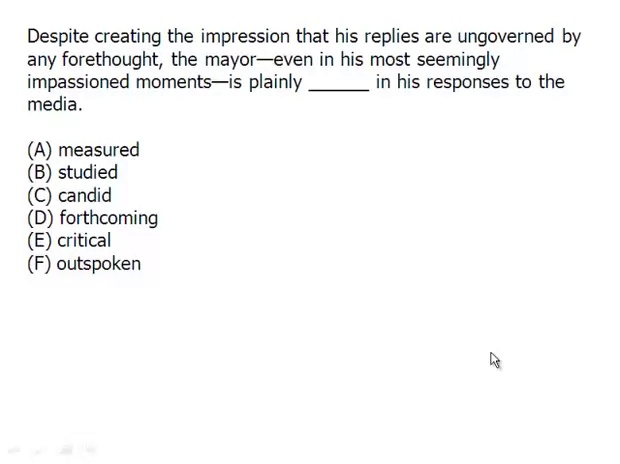 Despite creating the impression that his replies are ungoverned by
any forethought, the mayor—even in his most seemingly
impassioned moments—is plainly ______ in his responses to the
media.
(A) measured
(B) studied
(C) candid
(D) forthcoming
(E) critical
(F) outspoken